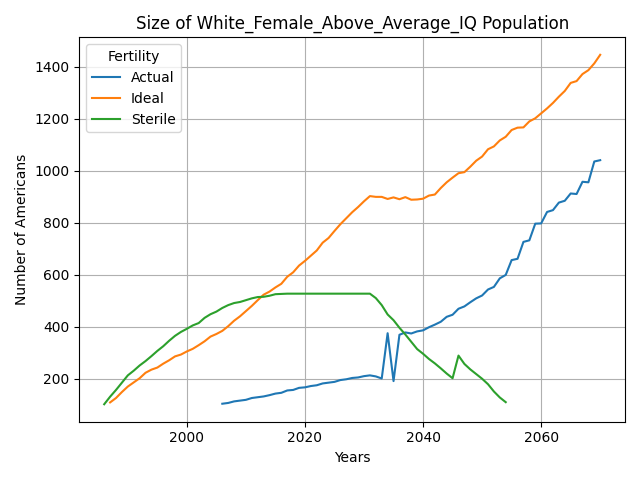 Size of White_Female_Above_Average_IQ Population
Fertility
Actual
Ideal
Sterile
Number of Americans
1400
1200
1000
800
600
400
200
2000
2020
2040
2060
Years